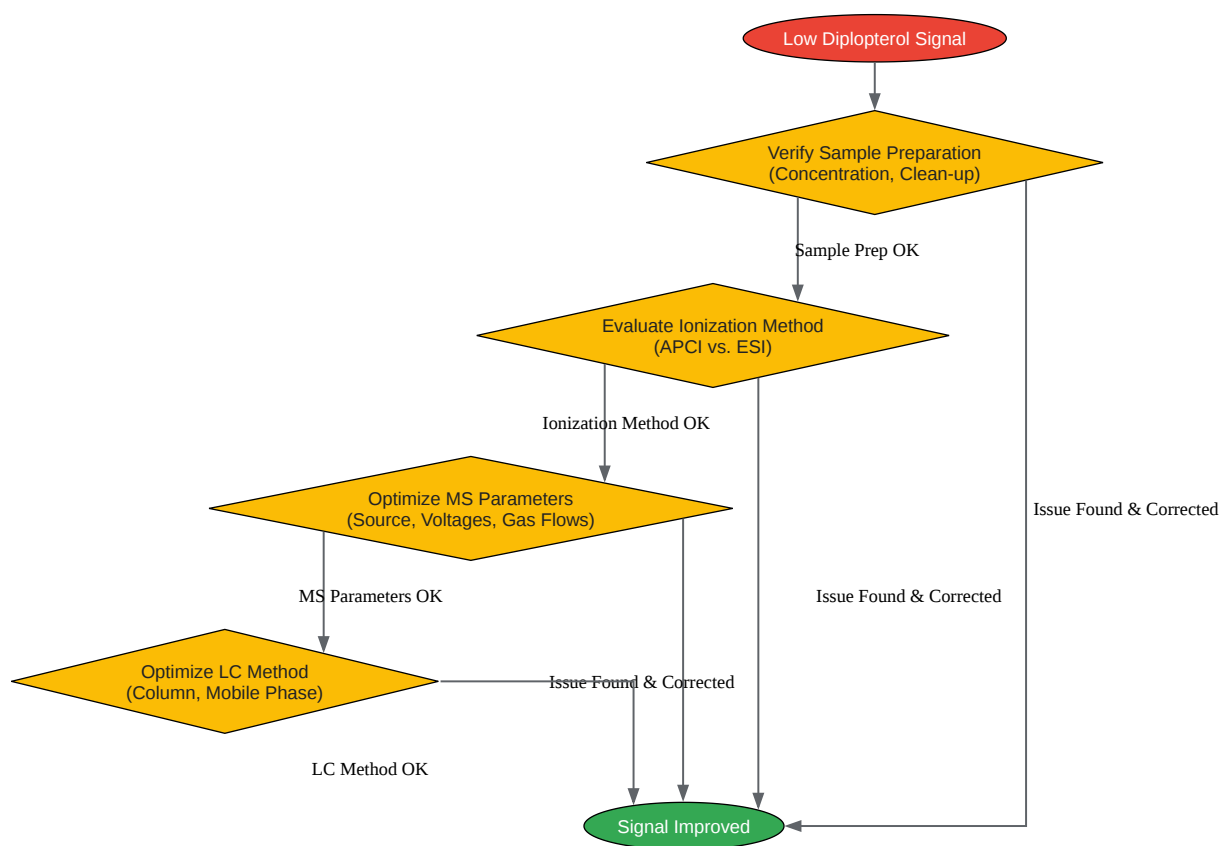 Low Diplopterol Signal
Verify Sample Preparation
(Concentration, Clean-up)
Sample Prep OK
Evaluate Ionization Method
(APCI vs. ESI)
Ionization Method OK
Optimize MS Parameters
(Source, Voltages, Gas Flows)
Issue Found & Corrected
MS Parameters OK
Issue Found & Corrected
Optimize LC Method
(Column, Mobile Phase)
Issue Found & Corrected
LC Method OK
Signal Improved